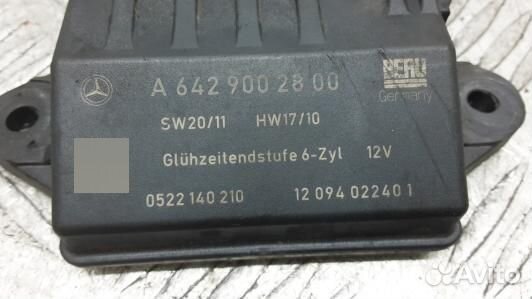 A 642 900 28 00
BERU
Germany
SW20/11 HW17/10
Glühzeitendstufe 6-Zyl 12V
0522 140 210 12 094 02240 1
Avito